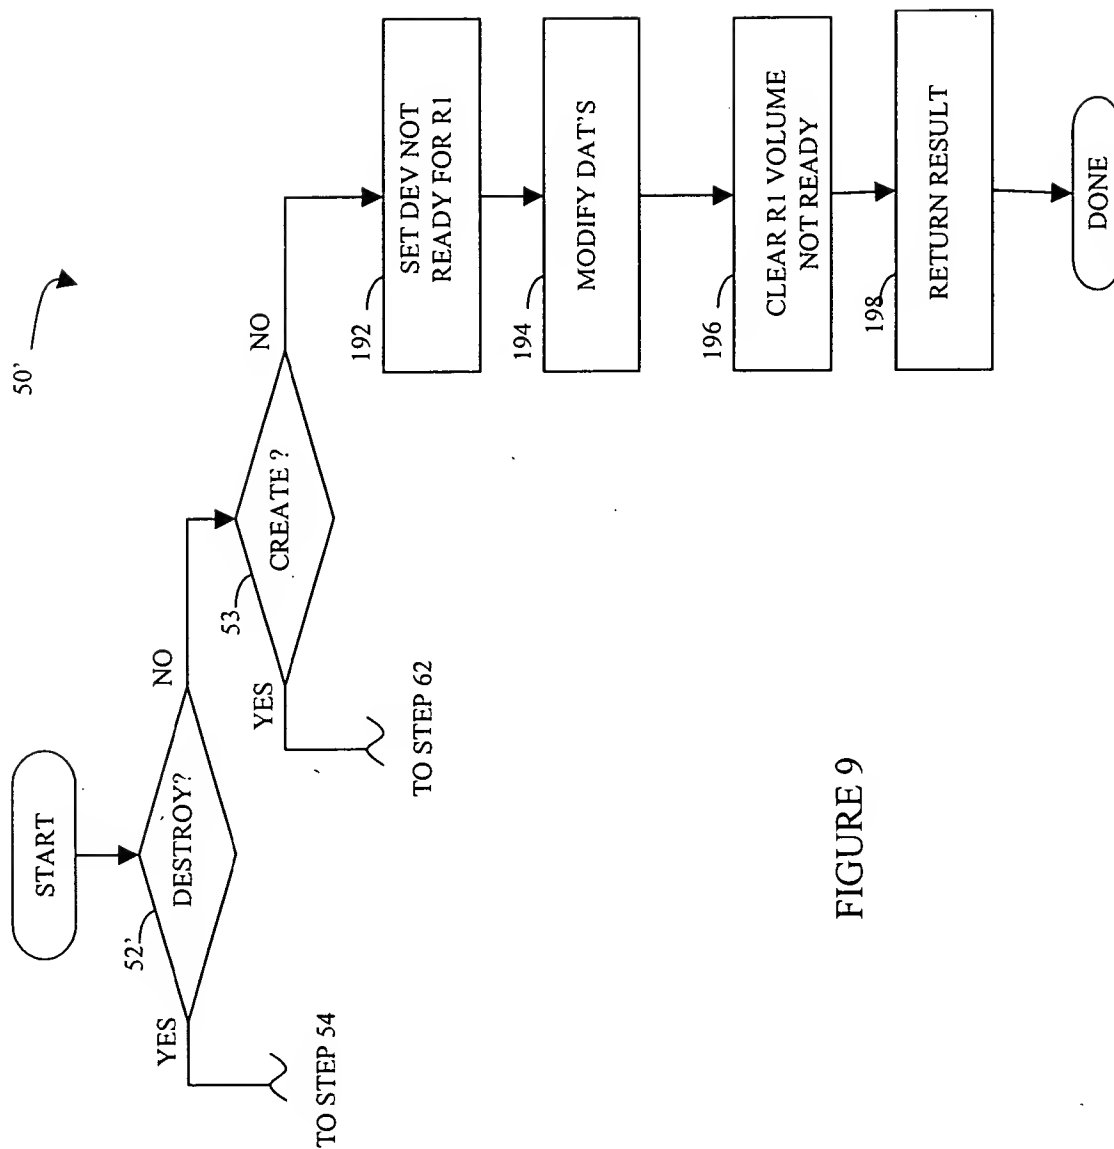 50'
START
52'
DESTROY?
YES
NO
TO STEP 54
53
CREATE ?
YES
NO
TO STEP 62
192
SET DEV NOT
READY FOR R1
194
MODIFY DAT'S
196
CLEAR R1 VOLUME
NOT READY
198
RETURN RESULT
DONE
FIGURE 9